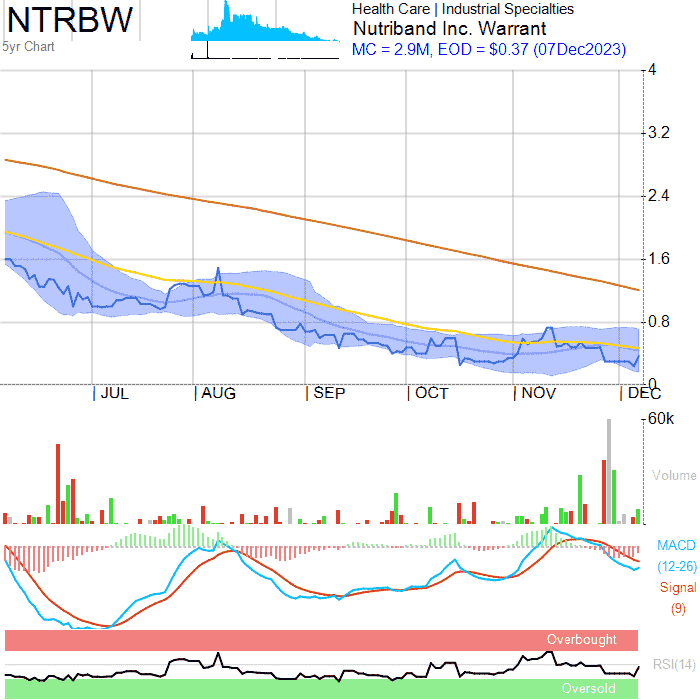 NTRBW
5yr Chart
Health Care | Industrial Specialties
Nutriband Inc. Warrant
MC = 2.9M, EOD = $0.37 (07Dec2023)
4
3.2
2.4
1.6
0.8
0
JUL AUG SEP OCT NOV DEC
60k
Volume
MACD
(12-26)
Signal
(9)
Overbought
RSI(14)
Oversold